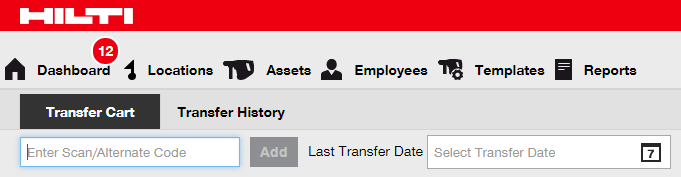 HILTI
12
Dashboard Locations Assets Employees Templates Reports
Transfer Cart Transfer History
Enter Scan/Alternate Code Add Last Transfer Date Select Transfer Date 7